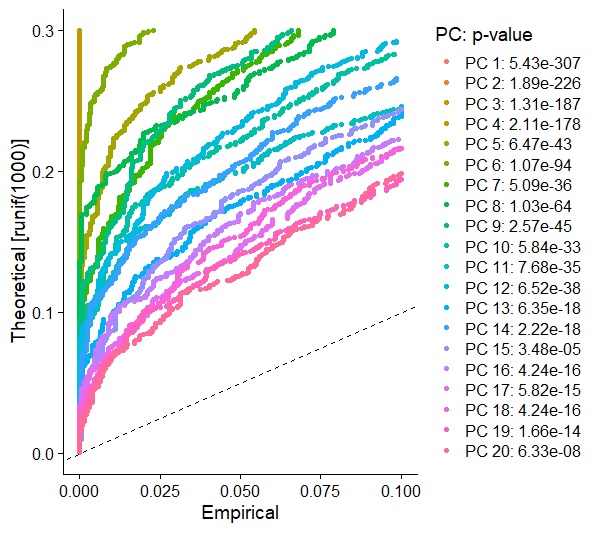 PC: p-value
PC 1: 5.43e-307
PC 2: 1.89e-226
PC 3: 1.31e-187
PC 4: 2.11e-178
PC 5: 6.47e-43
PC 6: 1.07e-94
PC 7: 5.09e-36
PC 8: 1.03e-64
PC 9: 2.57e-45
PC 10: 5.84e-33
PC 11: 7.68e-35
PC 12: 6.52e-38
PC 13: 6.35e-18
PC 14: 2.22e-18
PC 15: 3.48e-05
PC 16: 4.24e-16
PC 17: 5.82e-15
PC 18: 4.24e-16
PC 19: 1.66e-14
PC 20: 6.33e-08
Theoretical [runif(1000)]
0.3
0.2
0.1
0.0
0.000 0.025 0.050 0.075 0.100
Empirical